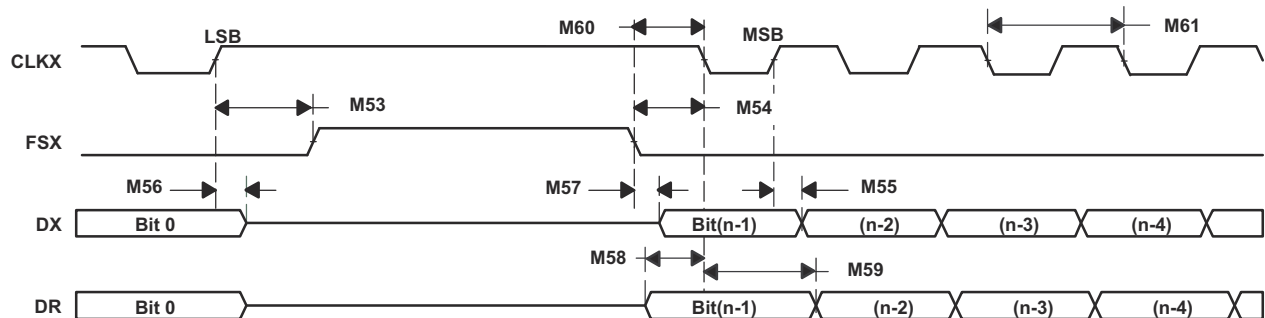 M60
M61
LSB
MSB
CLKX
M53
M54
FSX
M56
M57
M55
DX
Bit 0
Bit(n-1)
(n-2)
(n-3)
(n-4)
M58
M59
DR
Bit 0
Bit(n-1)
(n-2)
(n-3)
(n-4)